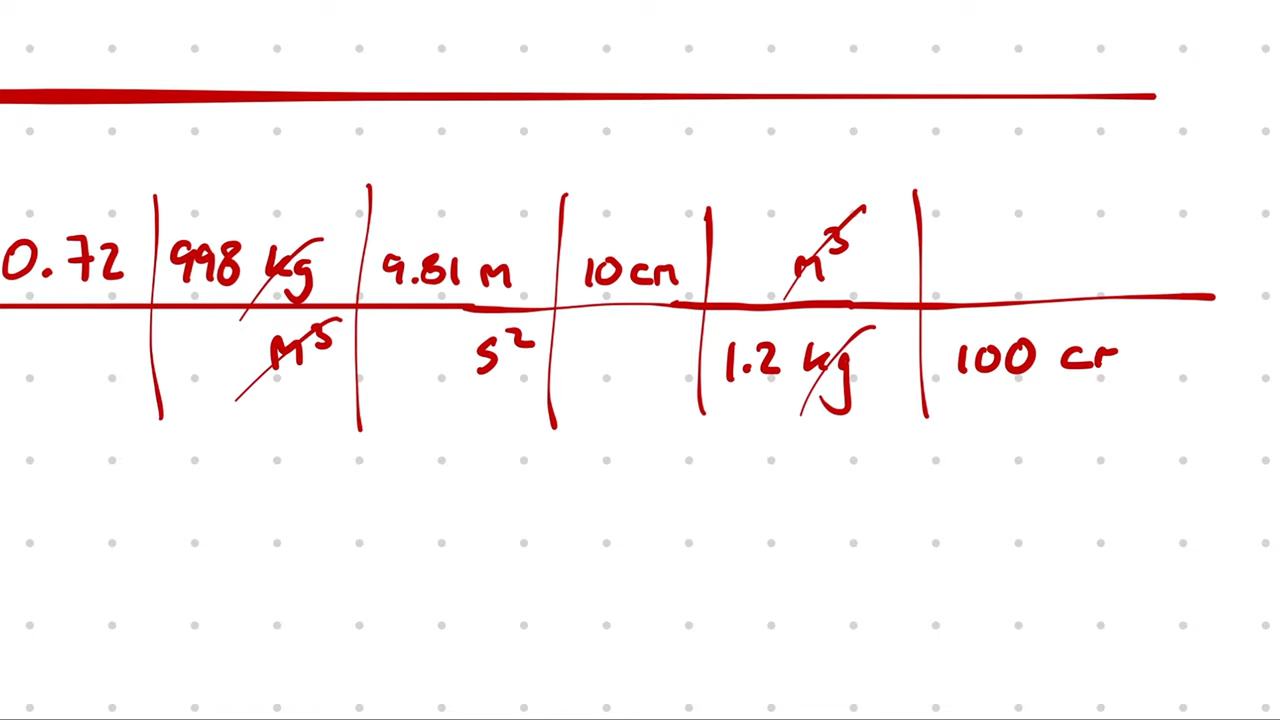 0.72 998 kg 9.81 m 10 cm m³
m³ s² 1.2 kg 100 cm